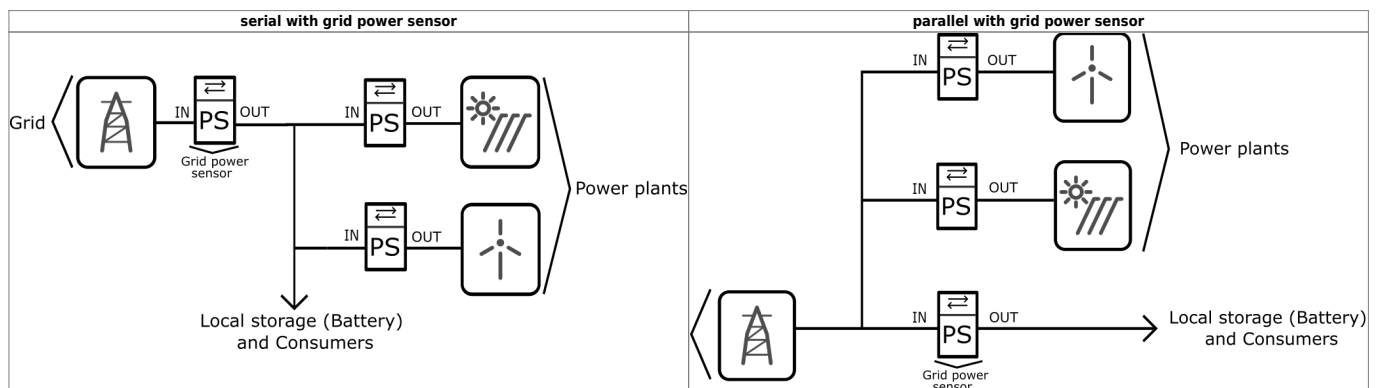 serial with grid power sensor
Grid
IN
PS
OUT
Grid power
sensor
IN
PS
OUT
IN
PS
OUT
Power plants
Local storage (Battery)
and Consumers
parallel with grid power sensor
IN
PS
OUT
IN
PS
OUT
Power plants
IN
PS
OUT
Grid power
sensor
Local storage (Battery)
and Consumers